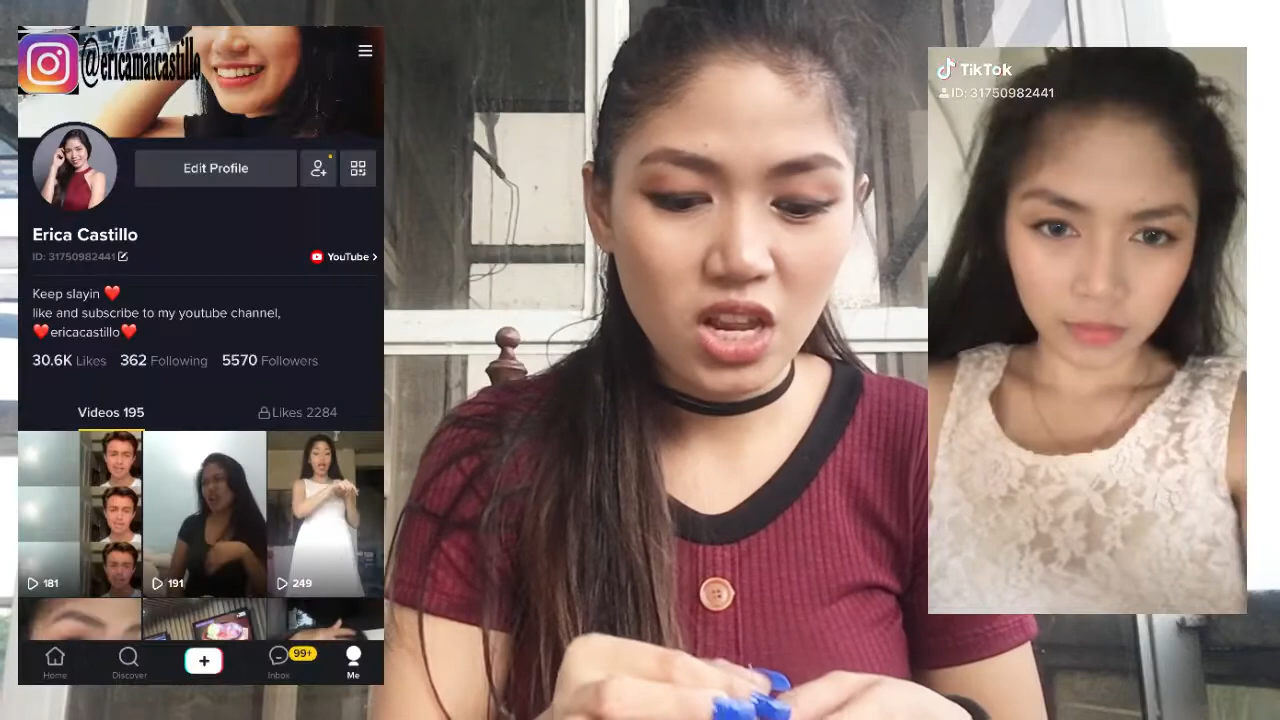 @ericamaicastillo
Edit Profile
Erica Castillo
ID: 31750982441
YouTube >
Keep slayin ❤️
like and subscribe to my youtube channel,
❤️ericacastillo❤️
30.6K Likes 362 Following 5570 Followers
Videos 195
Likes 2284
181
191
249
Home
Discover
Inbox
99+
Me
TikTok
ID: 31750982441